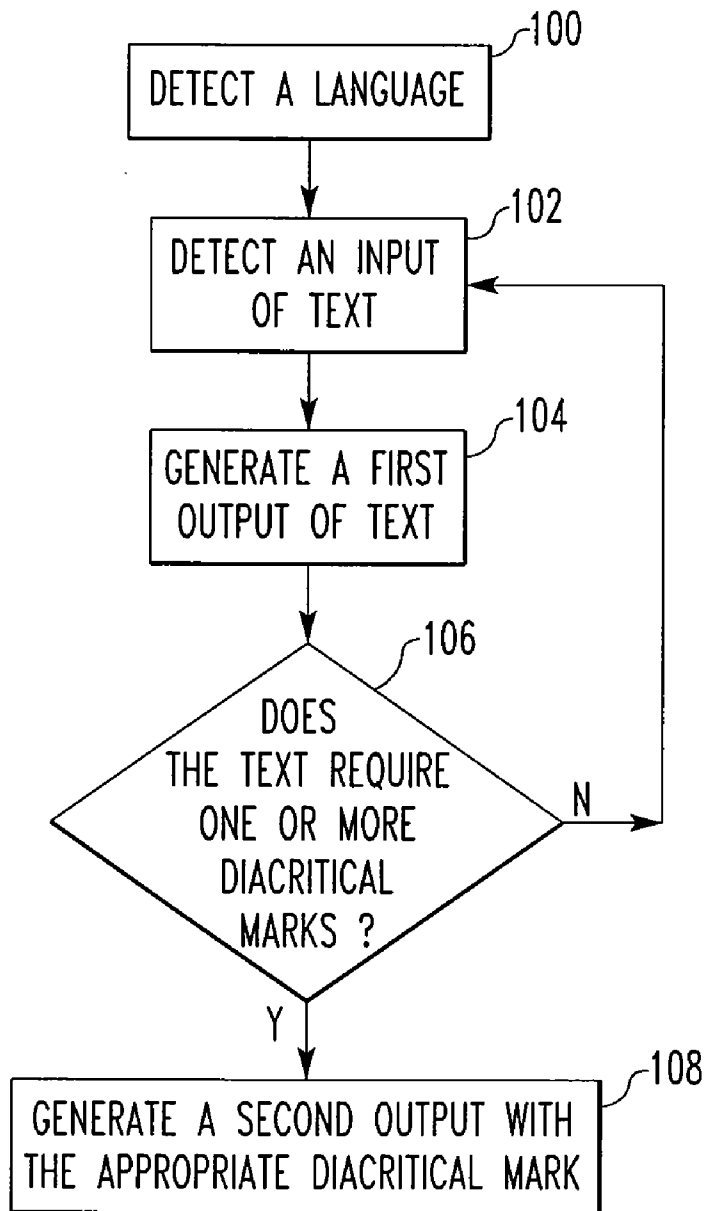 100
DETECT A LANGUAGE
102
DETECT AN INPUT
OF TEXT
104
GENERATE A FIRST
OUTPUT OF TEXT
106
DOES
THE TEXT REQUIRE
ONE OR MORE
DIACRITICAL
MARKS ?
N
Y
108
GENERATE A SECOND OUTPUT WITH
THE APPROPRIATE DIACRITICAL MARK